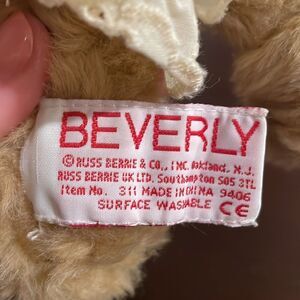 BEVERLY
© RUSS BERRIE & CO., INC. Oakland, N.J.
RUSS BERRIE UK LTD. Southampton SO5 3TL
Item No. 311 MADE IN CHINA 9406
SURFACE WASHABLE CE